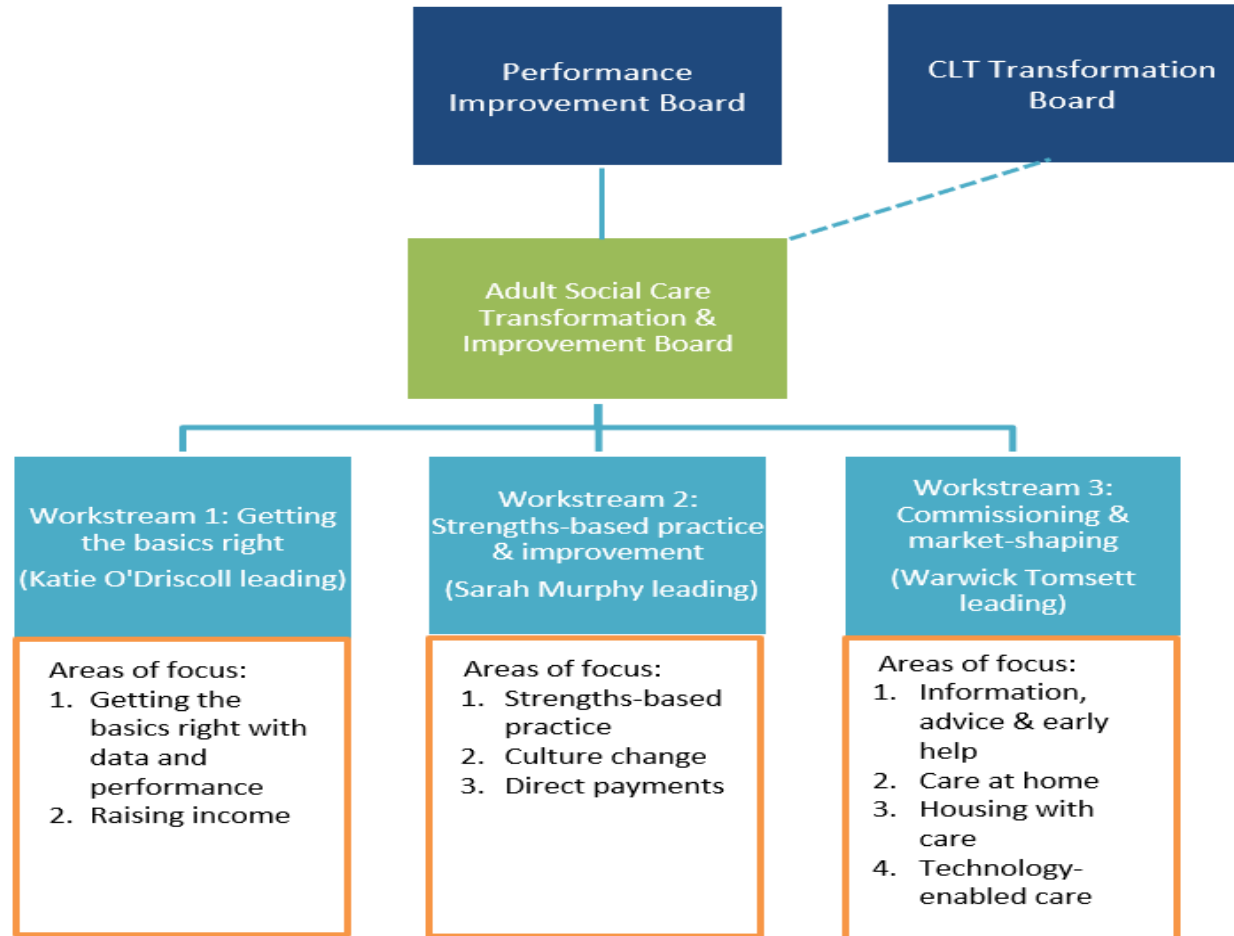 Performance
Improvement Board
CLT Transformation
Board
Adult Social Care
Transformation &
Improvement Board
Workstream 1: Getting
the basics right
(Katie O'Driscoll leading)
Workstream 2:
Strengths-based practice
& improvement
(Sarah Murphy leading)
Workstream 3:
Commissioning &
market-shaping
(Warwick Tomsett
leading)
Areas of focus:
1. Getting the
basics right with
data and
performance
2. Raising income
Areas of focus:
1. Strengths-based
practice
2. Culture change
3. Direct payments
Areas of focus:
1. Information,
advice & early
help
2. Care at home
3. Housing with
care
4. Technology-
enabled care